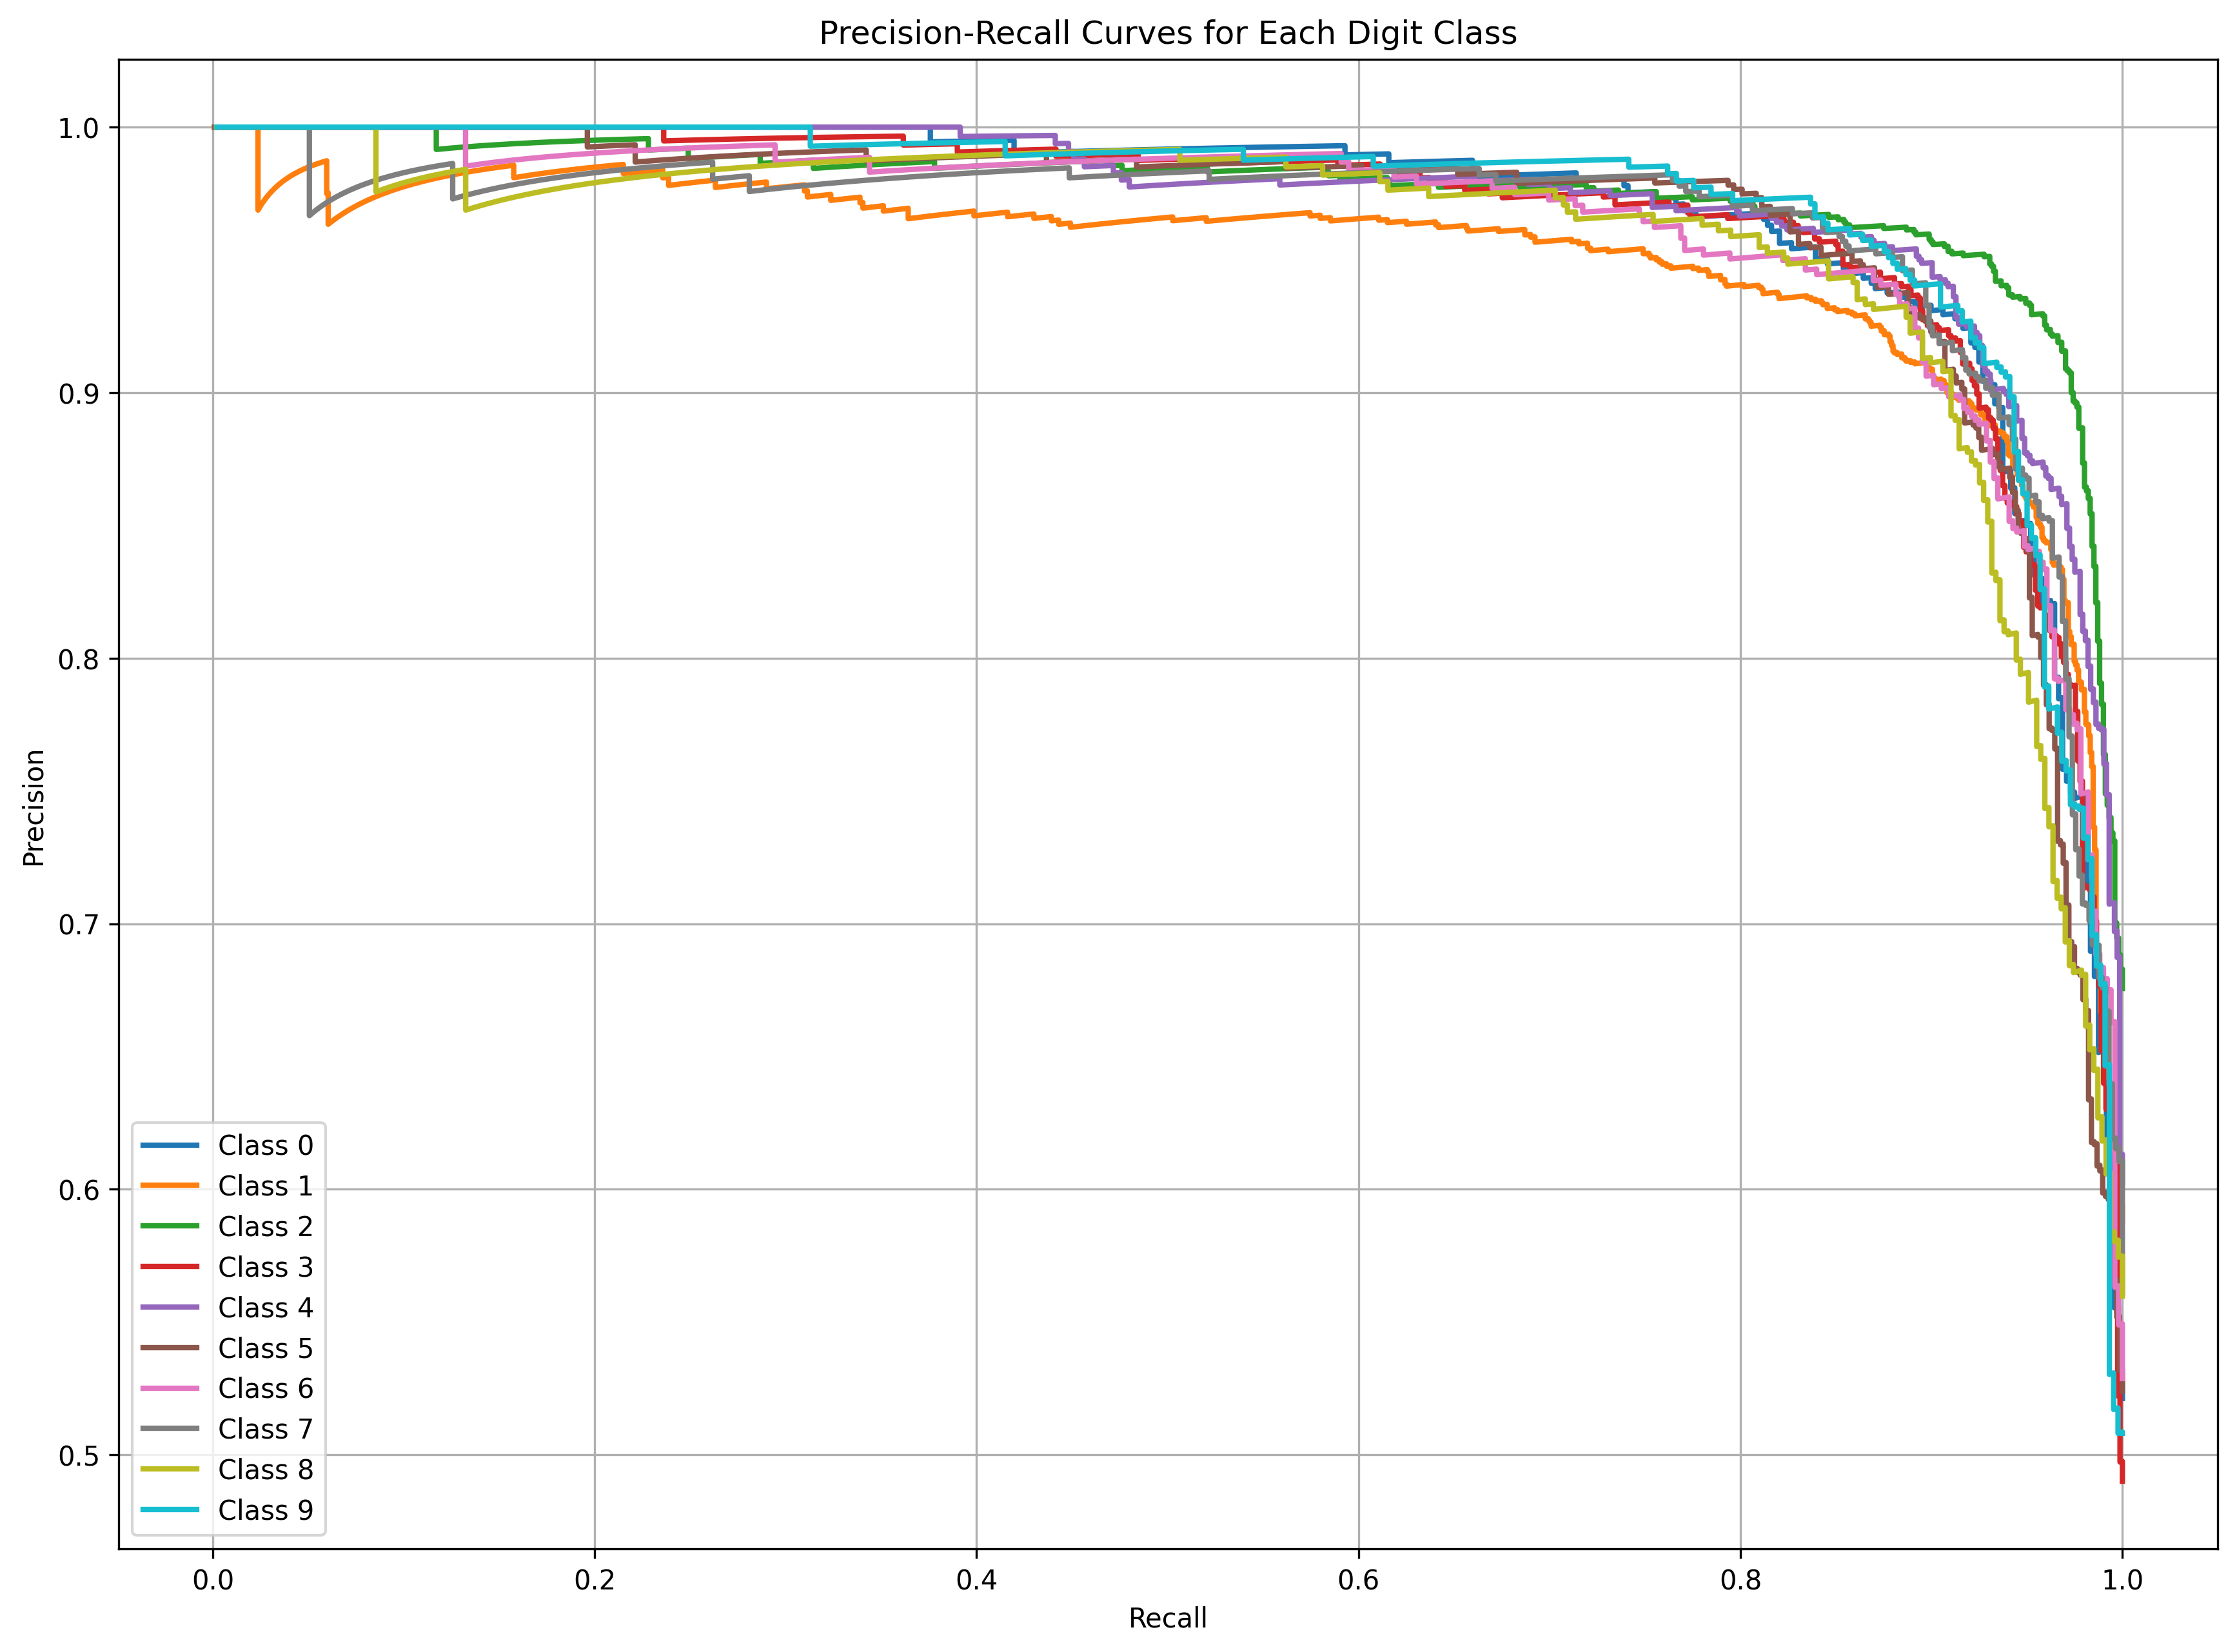 Precision-Recall Curves for Each Digit Class
1.0
0.9
0.8
0.7
0.6
0.5
Precision
Class 0
Class 1
Class 2
Class 3
Class 4
Class 5
Class 6
Class 7
Class 8
Class 9
0.0 0.2 0.4 0.6 0.8 1.0
Recall